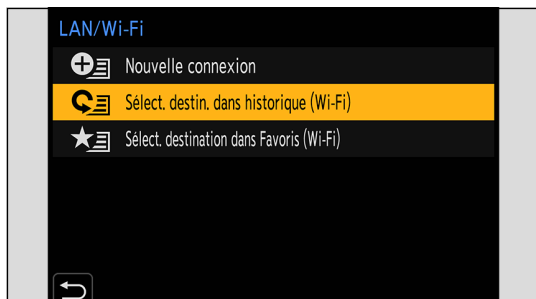 LAN/Wi-Fi
Nouvelle connexion
Sélect. destin. dans historique (Wi-Fi)
Sélect. destination dans Favoris (Wi-Fi)